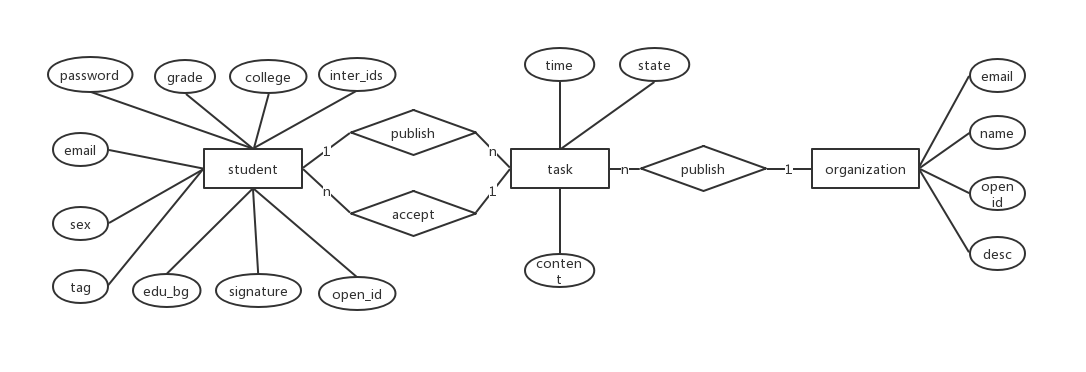 time
state
password
grade
college
inter_ids
email
publish
name
email
1
n
student
task
n
publish
1
organization
n
1
open
id
accept
sex
desc
conten
t
tag
edu_bg
signature
open_id